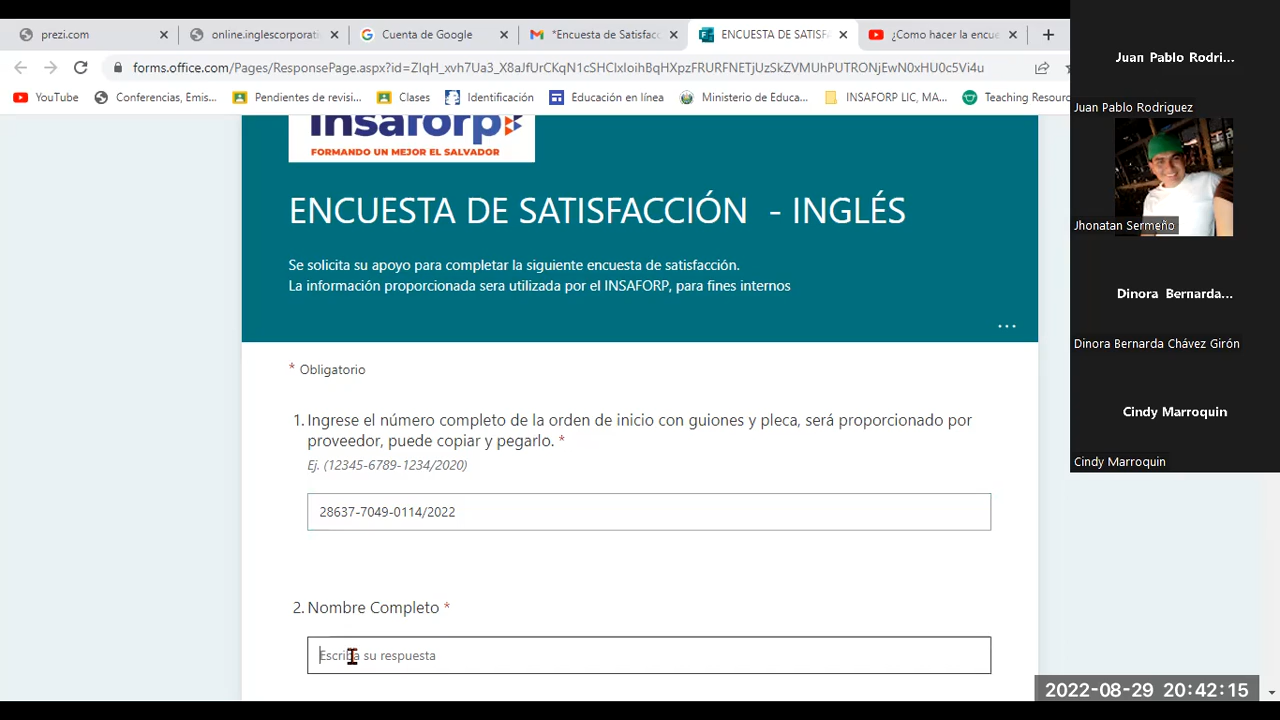 prezi.com
online.inglescorporati
Cuenta de Google
*Encuesta de Satisfacc
ENCUESTA DE SATISFA
¿Como hacer la encue
forms.office.com/Pages/ResponsePage.aspx?id=ZIqH_xvh7Ua3_X8aJfUrCKqN1cSHCIxIoihBqHXpzFRURFNETjUzSkZVMUhPUTRONjEwN0xHU0c5Vi4u
YouTube
Conferencias, Emis...
Pendientes de revisi...
Clases
Identificación
Educación en línea
Ministerio de Educa...
INSAFORP LIC, MA...
Teaching Resour
insaforp
FORMANDO UN MEJOR EL SALVADOR
ENCUESTA DE SATISFACCIÓN - INGLÉS
Se solicita su apoyo para completar la siguiente encuesta de satisfacción.
La información proporcionada sera utilizada por el INSAFORP, para fines internos
...
* Obligatorio
1. Ingrese el número completo de la orden de inicio con guiones y pleca, será proporcionado por
proveedor, puede copiar y pegarlo. *
Ej. (12345-6789-1234/2020)
28637-7049-0114/2022
2. Nombre Completo *
Escriba su respuesta
Juan Pablo Rodri...
Juan Pablo Rodriguez
Jhonatan Sermeño
Dinora Bernarda...
Dinora Bernarda Chávez Girón
Cindy Marroquin
Cindy Marroquin
2022-08-29 20:42:15